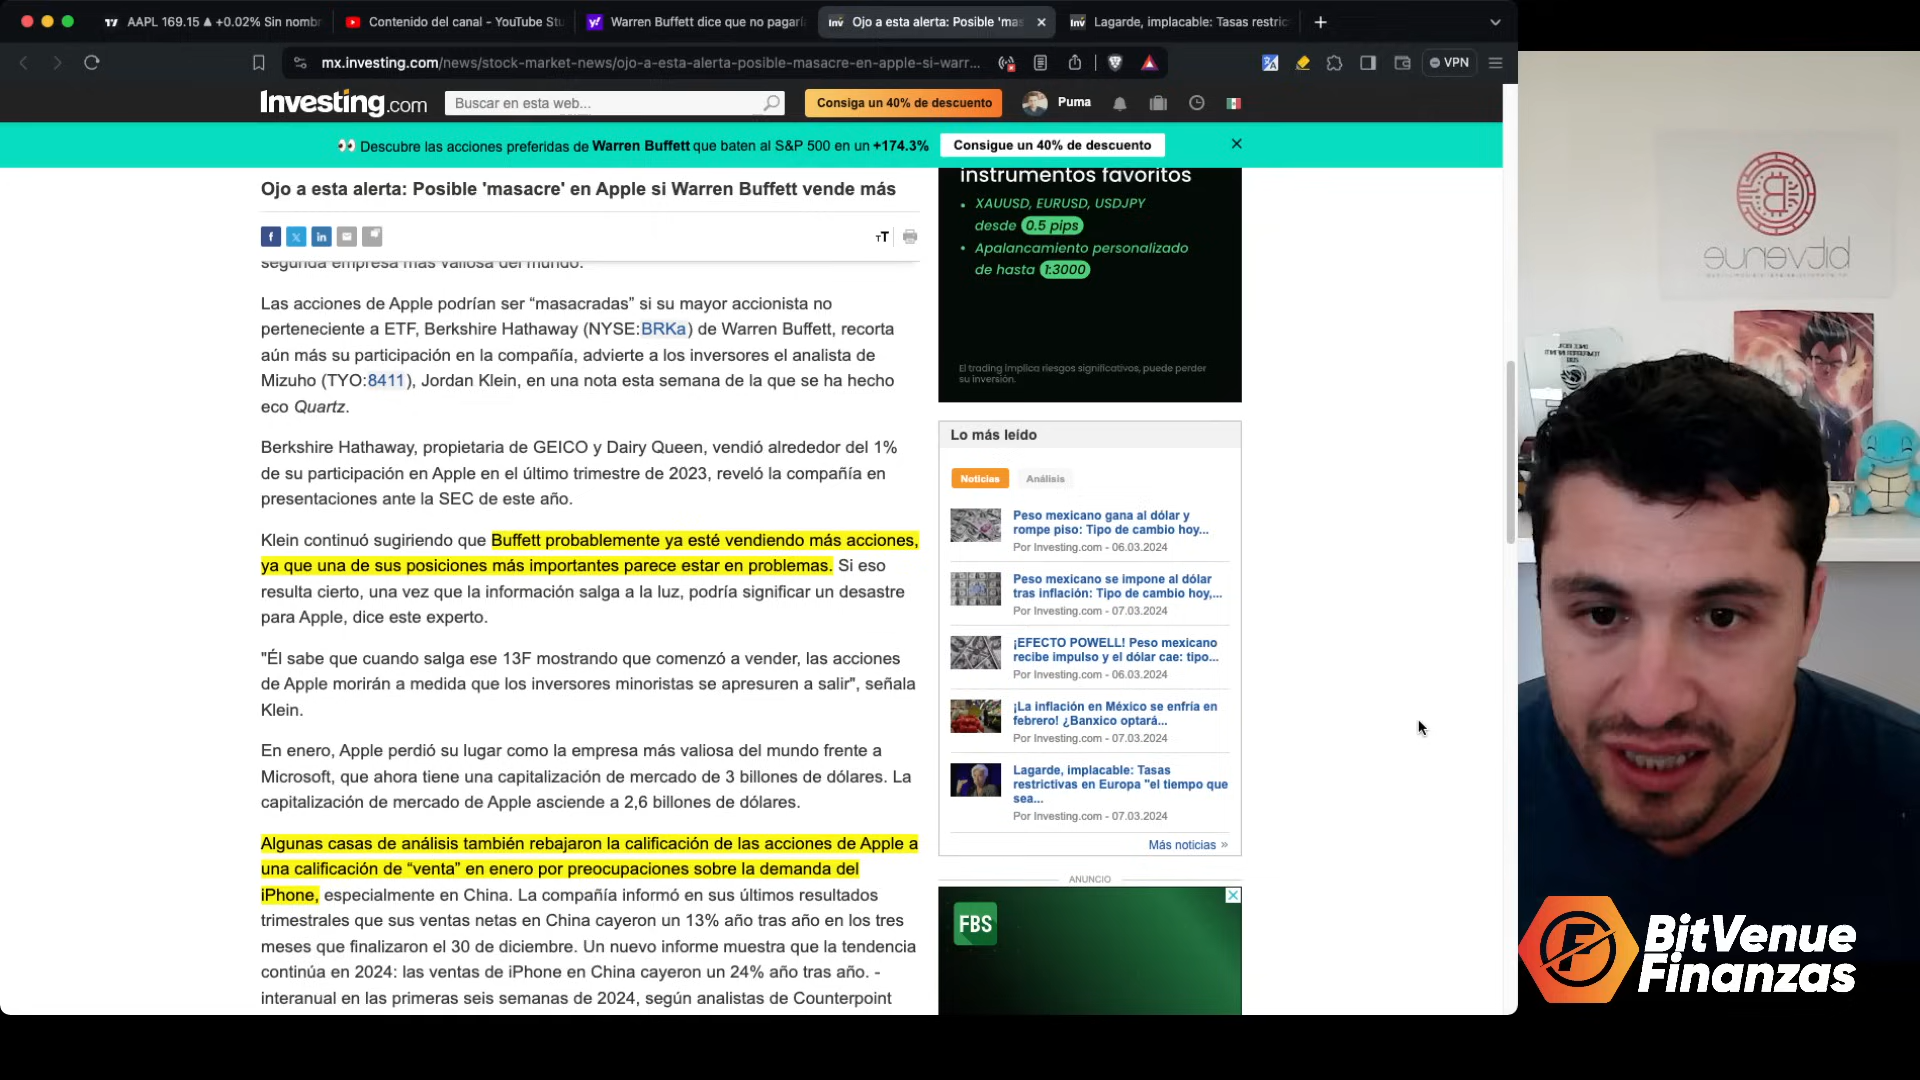 AAPL 169.15 ▲ +0.02% Sin nomb
Contenido del canal - YouTube St
Warren Buffett dice que no pagarí
Ojo a esta alerta: Posible 'mas
Lagarde, implacable: Tasas restric
mx.investing.com/news/stock-market-news/ojo-a-esta-alerta-posible-masacre-en-apple-si-warr...
VPN
Investing.com
Buscar en esta web...
Consiga un 40% de descuento
Puma
Descubre las acciones preferidas de Warren Buffett que baten al S&P 500 en un +174.3%
Consigue un 40% de descuento
Ojo a esta alerta: Posible 'masacre' en Apple si Warren Buffett vende más
segunda empresa más valiosa del mundo.
Las acciones de Apple podrían ser “masacradas” si su mayor accionista no
perteneciente a ETF, Berkshire Hathaway (NYSE:BRKa) de Warren Buffett, recorta
aún más su participación en la compañía, advierte a los inversores el analista de
Mizuho (TYO:8411), Jordan Klein, en una nota esta semana de la que se ha hecho
eco Quartz.
Berkshire Hathaway, propietaria de GEICO y Dairy Queen, vendió alrededor del 1%
de su participación en Apple en el último trimestre de 2023, reveló la compañía en
presentaciones ante la SEC de este año.
Klein continuó sugiriendo que Buffett probablemente ya esté vendiendo más acciones,
ya que una de sus posiciones más importantes parece estar en problemas. Si eso
resulta cierto, una vez que la información salga a la luz, podría significar un desastre
para Apple, dice este experto.
"Él sabe que cuando salga ese 13F mostrando que comenzó a vender, las acciones
de Apple morirán a medida que los inversores minoristas se apresuren a salir", señala
Klein.
En enero, Apple perdió su lugar como la empresa más valiosa del mundo frente a
Microsoft, que ahora tiene una capitalización de mercado de 3 billones de dólares. La
capitalización de mercado de Apple asciende a 2,6 billones de dólares.
Algunas casas de análisis también rebajaron la calificación de las acciones de Apple a
una calificación de “venta” en enero por preocupaciones sobre la demanda del
iPhone, especialmente en China. La compañía informó en sus últimos resultados
trimestrales que sus ventas netas en China cayeron un 13% año tras año en los tres
meses que finalizaron el 30 de diciembre. Un nuevo informe muestra que la tendencia
continúa en 2024: las ventas de iPhone en China cayeron un 24% año tras año. -
interanual en las primeras seis semanas de 2024, según analistas de Counterpoint
instrumentos favoritos
XAUUSD, EURUSD, USDJPY
desde 0.5 pips
Apalancamiento personalizado
de hasta 1:3000
El trading implica riesgos significativos, puede perder
su inversión.
Lo más leído
Noticias
Análisis
Peso mexicano gana al dólar y
rompe piso: Tipo de cambio hoy...
Por Investing.com - 06.03.2024
Peso mexicano se impone al dólar
tras inflación: Tipo de cambio hoy,...
Por Investing.com - 07.03.2024
¡EFECTO POWELL! Peso mexicano
recibe impulso y el dólar cae: tipo...
Por Investing.com - 06.03.2024
¡La inflación en México se enfría en
febrero! ¿Banxico optará...
Por Investing.com - 07.03.2024
Lagarde, implacable: Tasas
restrictivas en Europa "el tiempo que
sea...
Por Investing.com - 07.03.2024
Más noticias »
ANUNCIO
FBS
bitvenue
BitVenue
Finanzas